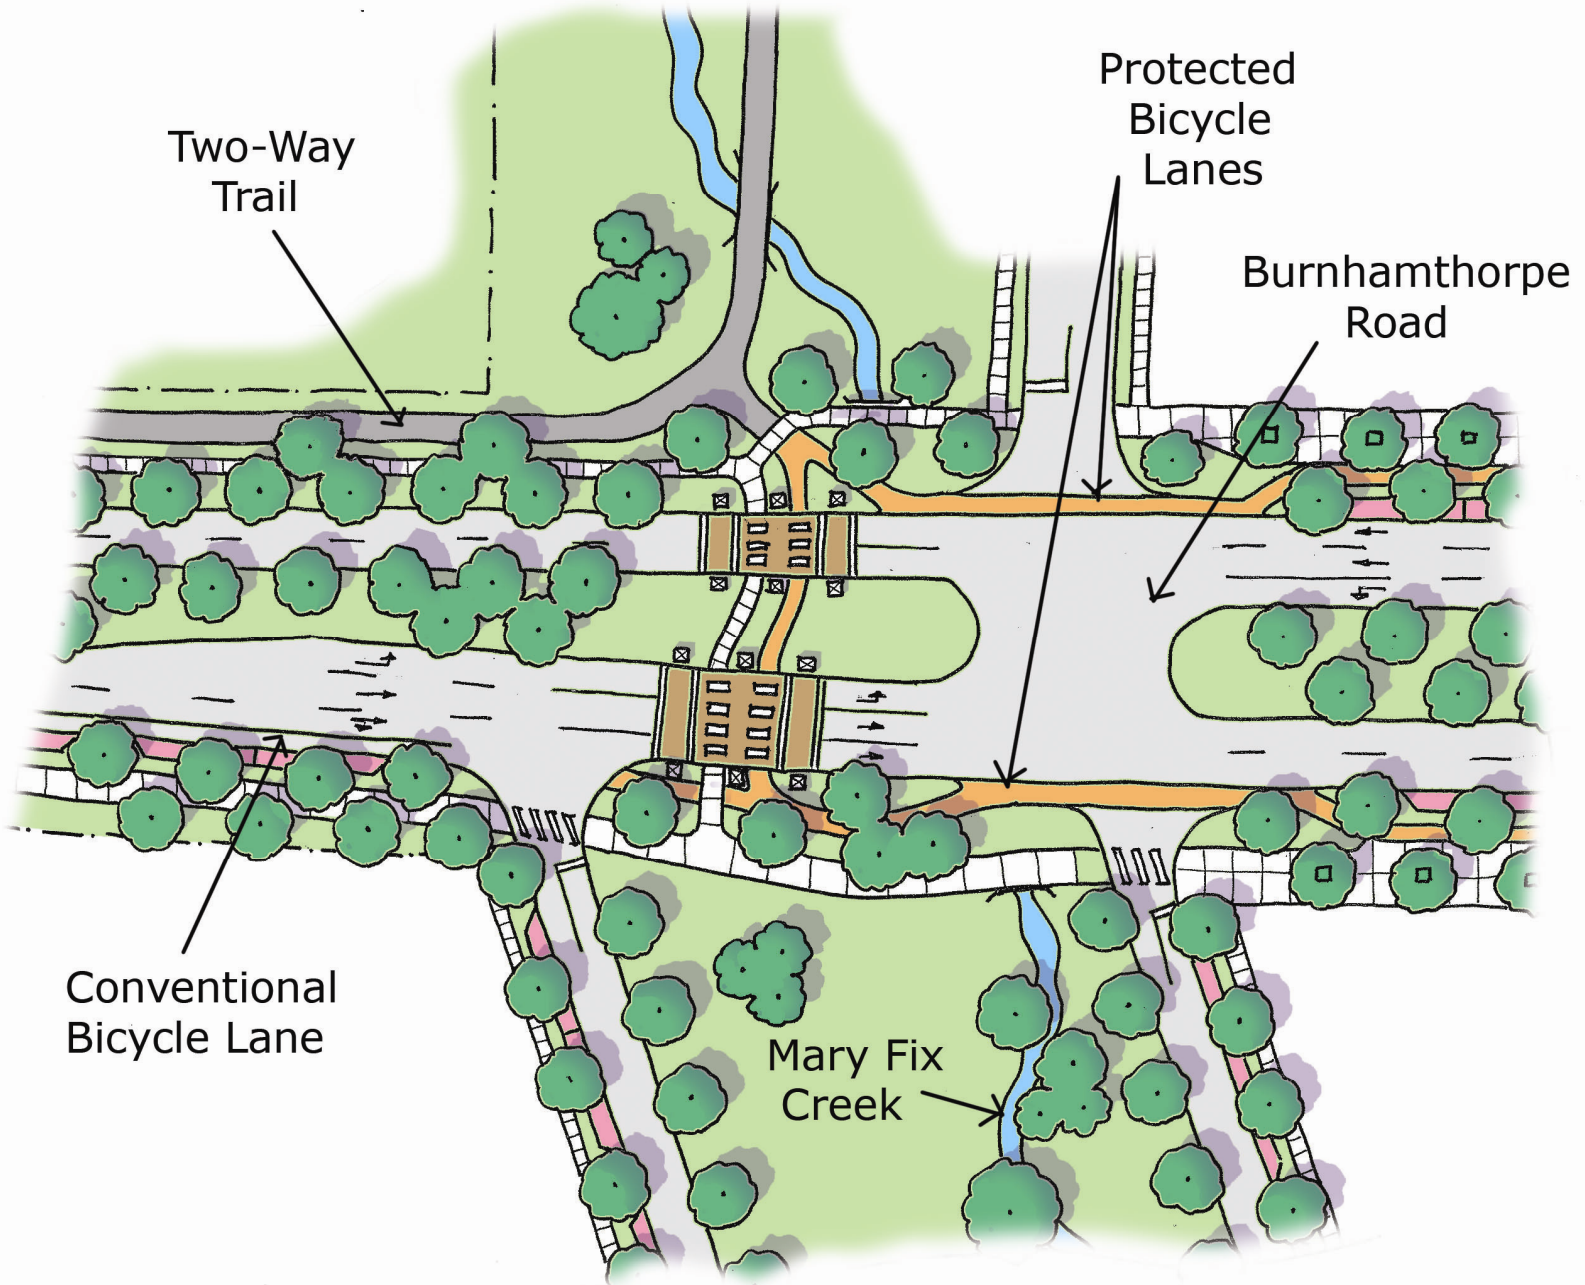 Protected
Bicycle
Lanes
Two-Way
Trail
Burnhamthorpe
Road
Conventional
Bicycle Lane
Mary Fix
Creek